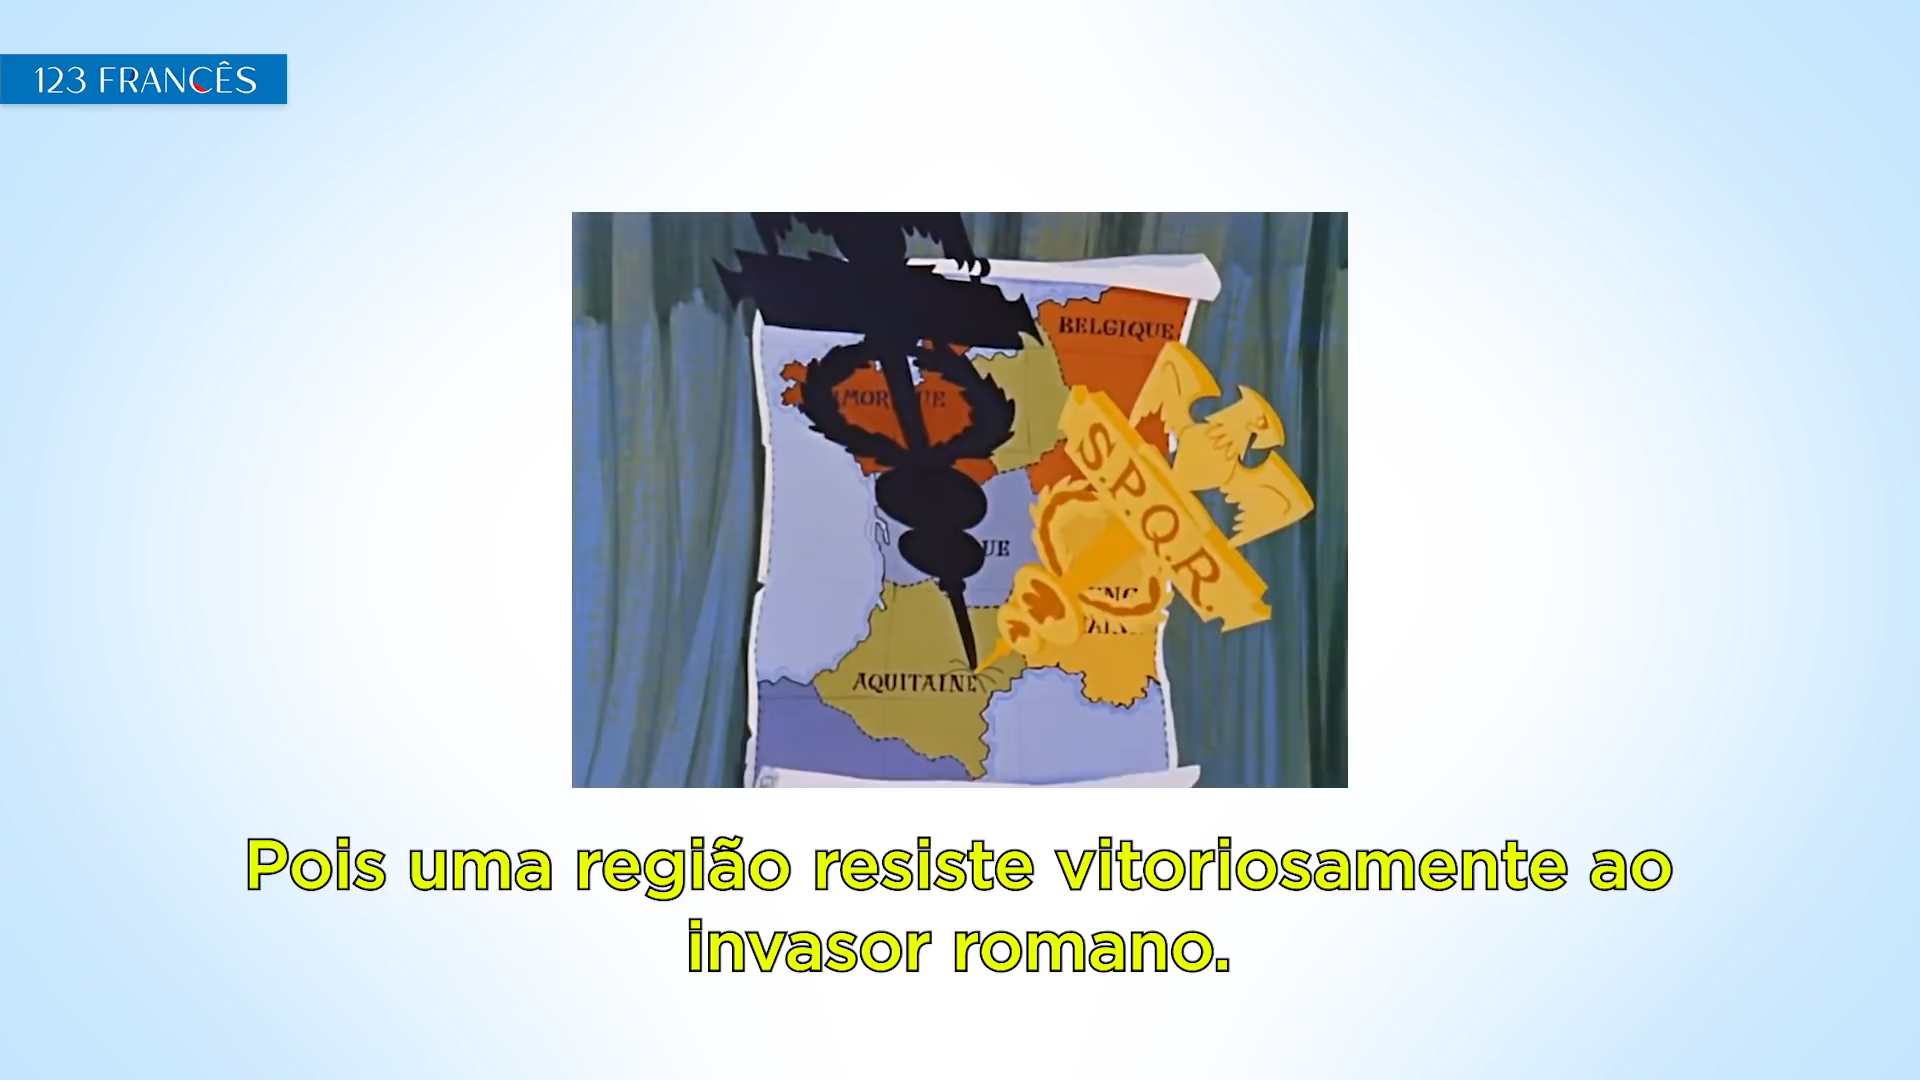 123 FRANCÊS
BELGIQUE
S.P.Q.R.
AQUITAINE
Pois uma região resiste vitoriosamente ao
invasor romano.